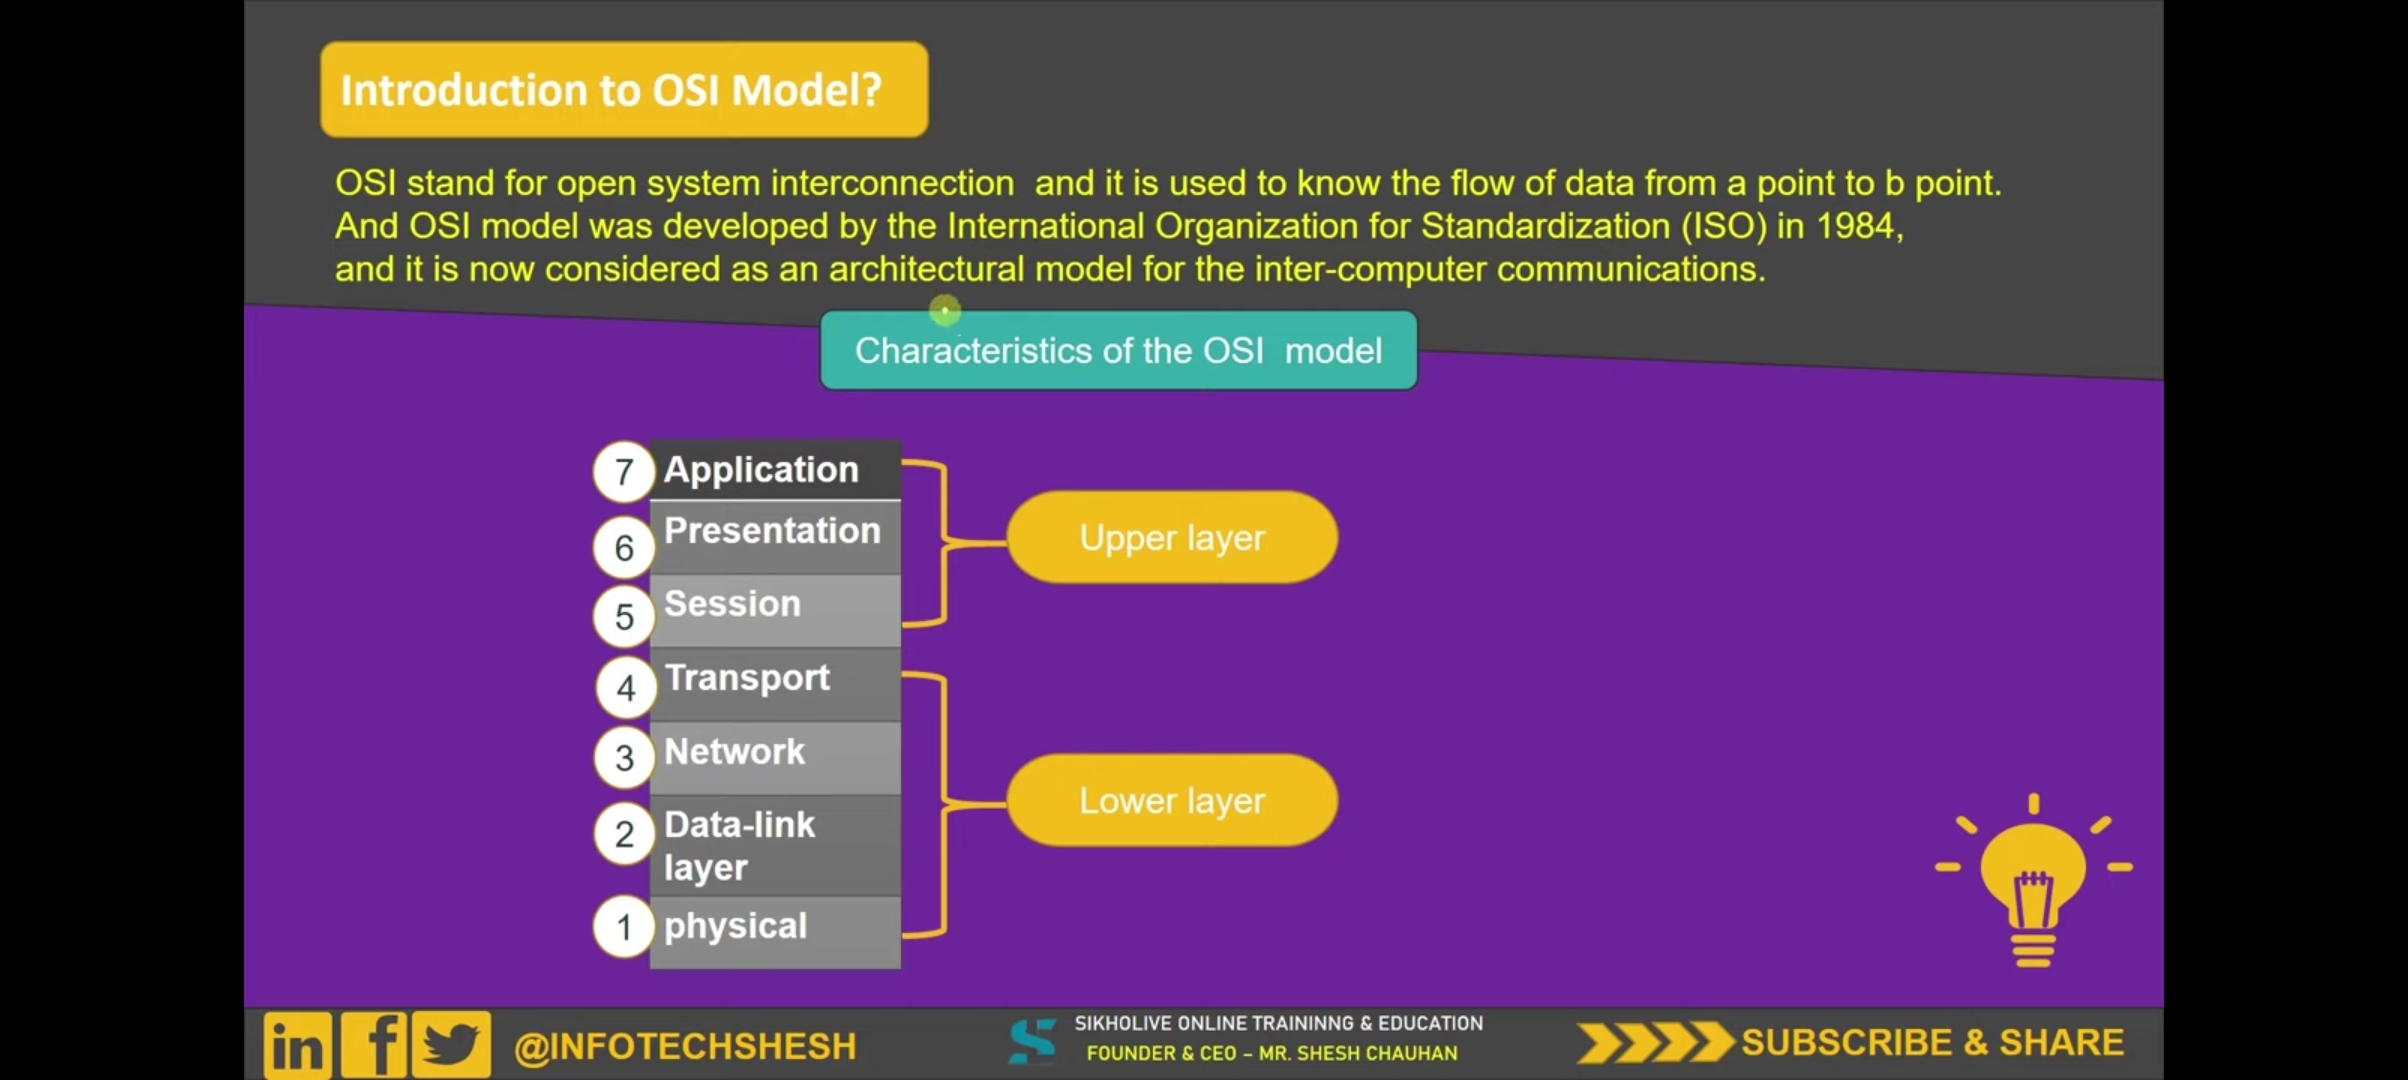 Introduction to OSI Model?
OSI stand for open system interconnection and it is used to know the flow of data from a point to b point.
And OSI model was developed by the International Organization for Standardization (ISO) in 1984,
and it is now considered as an architectural model for the inter-computer communications.
Characteristics of the OSI model
7 Application
6 Presentation
5 Session
Upper layer
4 Transport
3 Network
2 Data-link
layer
1 physical
Lower layer
in f @INFOTECHSHESH
SIKHOLIVE ONLINE TRAININNG & EDUCATION
FOUNDER & CEO – MR. SHESH CHAUHAN
SUBSCRIBE & SHARE